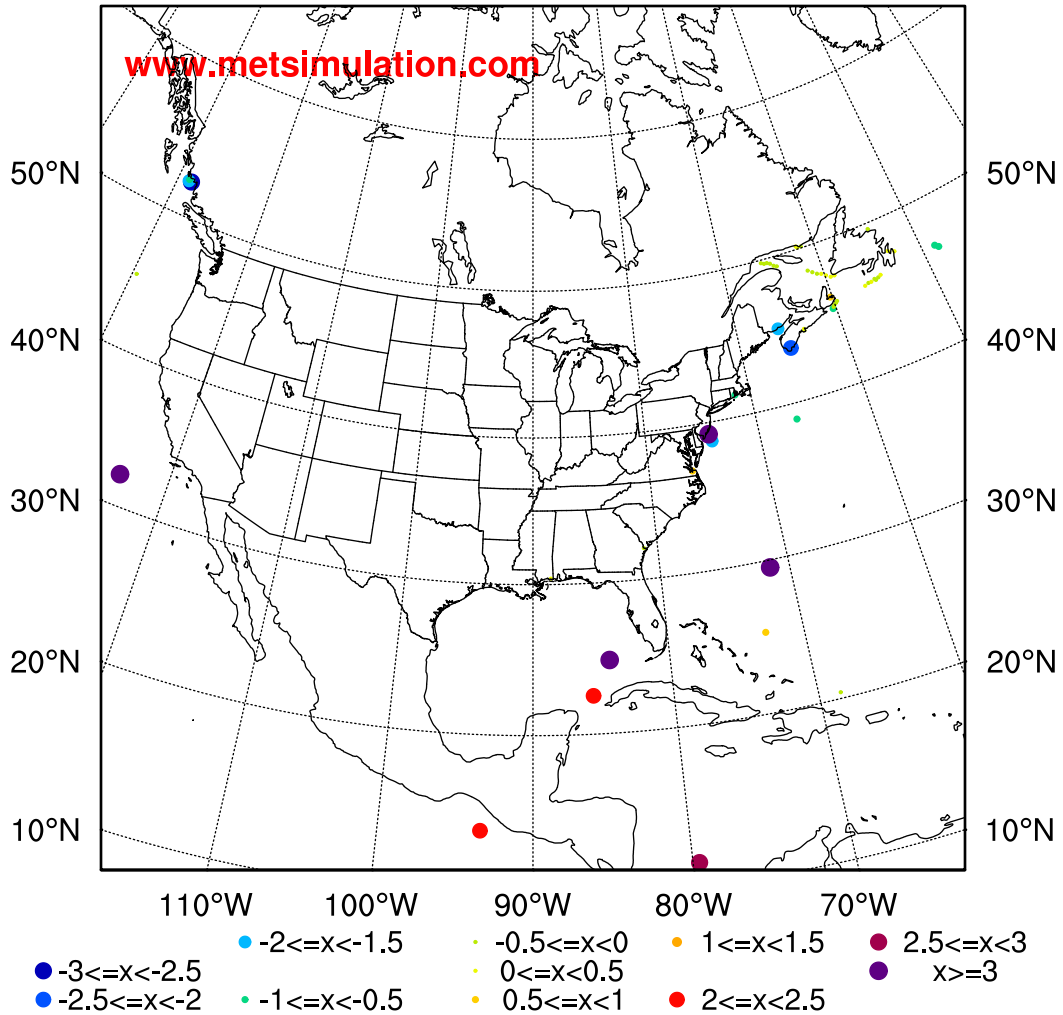 www.metsimulation.com
50°N 50°N
40°N 40°N
30°N 30°N
20°N 20°N
10°N 10°N
110°W 100°W 90°W 80°W 70°W
-2<=x<-1.5 -0.5<=x<0 1<=x<1.5 2.5<=x<3
-3<=x<-2.5 0<=x<0.5 x>=3
-2.5<=x<-2 -1<=x<-0.5 0.5<=x<1 2<=x<2.5